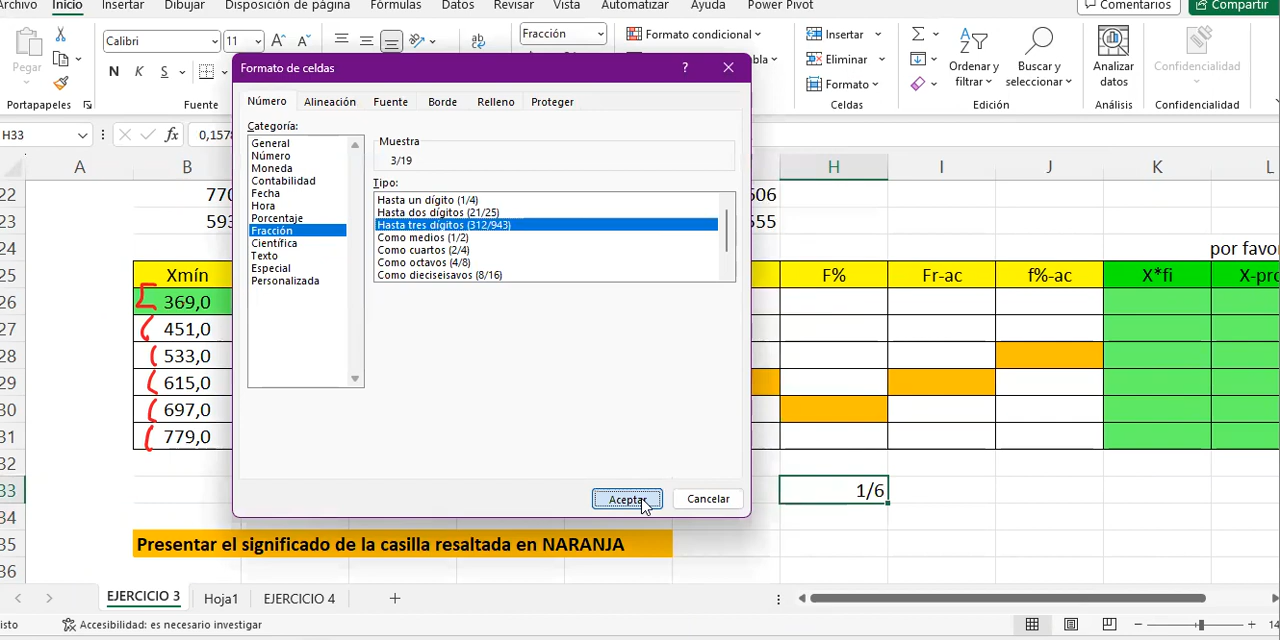 Archivo Inicio Insertar Dibujar Disposición de página Fórmulas Datos Revisar Vista Automatizar Ayuda Power Pivot Comentarios Compartir
Pegar
Portapapeles
Calibri 11
N K S
Fuente
Fracción
Formato condicional
Insertar
Eliminar
Formato
Celdas
Ordenar y filtrar
Buscar y seleccionar
Edición
Analizar datos
Análisis
Confidencialidad
Confidencialidad
H33
fx
Formato de celdas ?
Número Alineación Fuente Borde Relleno Proteger
Categoría:
General
Número
Moneda
Contabilidad
Fecha
Hora
Porcentaje
Fracción
Científica
Texto
Especial
Personalizada
Muestra
3/19
Tipo:
Hasta un dígito (1/4)
Hasta dos dígitos (21/25)
Hasta tres dígitos (312/943)
Como medios (1/2)
Como cuartos (2/4)
Como octavos (4/8)
Como dieciseisavos (8/16)
Aceptar Cancelar
A B H I J K L
22
23
24 por favo
25 Xmín F% Fr-ac f%-ac X*fi X-pro
26 369,0
27 451,0
28 533,0
29 615,0
30 697,0
31 779,0
32
33 1/6
34
35 Presentar el significado de la casilla resaltada en NARANJA
36
EJERCICIO 3 Hoja1 EJERCICIO 4 +
Accesibilidad: es necesario investigar